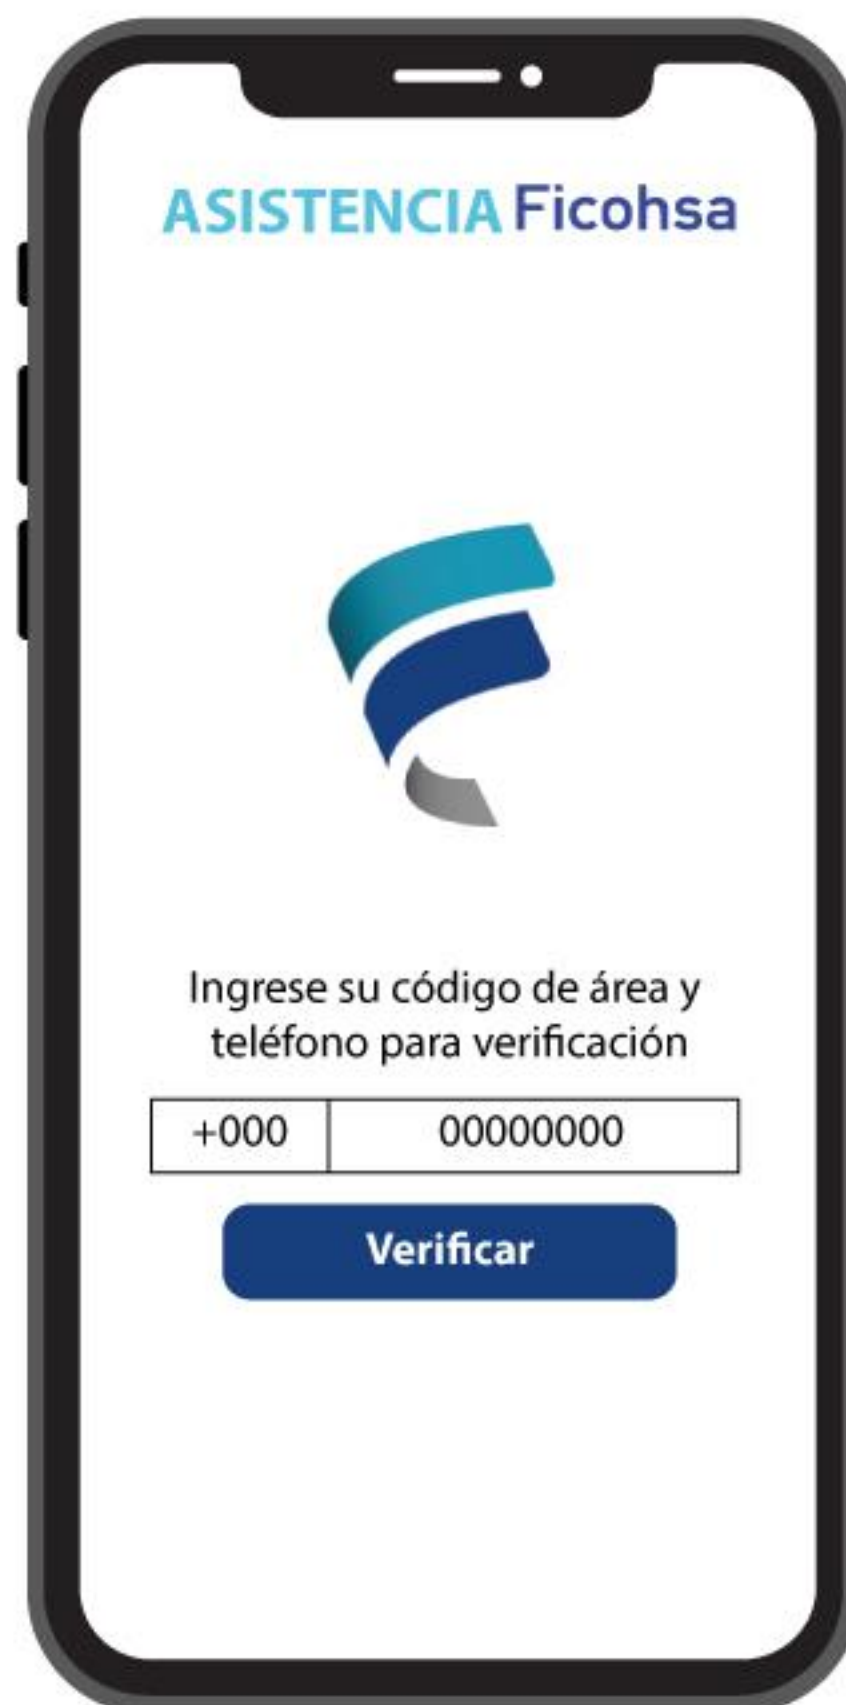 ASISTENCIA Ficohsa
Ingrese su código de área y
teléfono para verificación
+000 00000000
Verificar